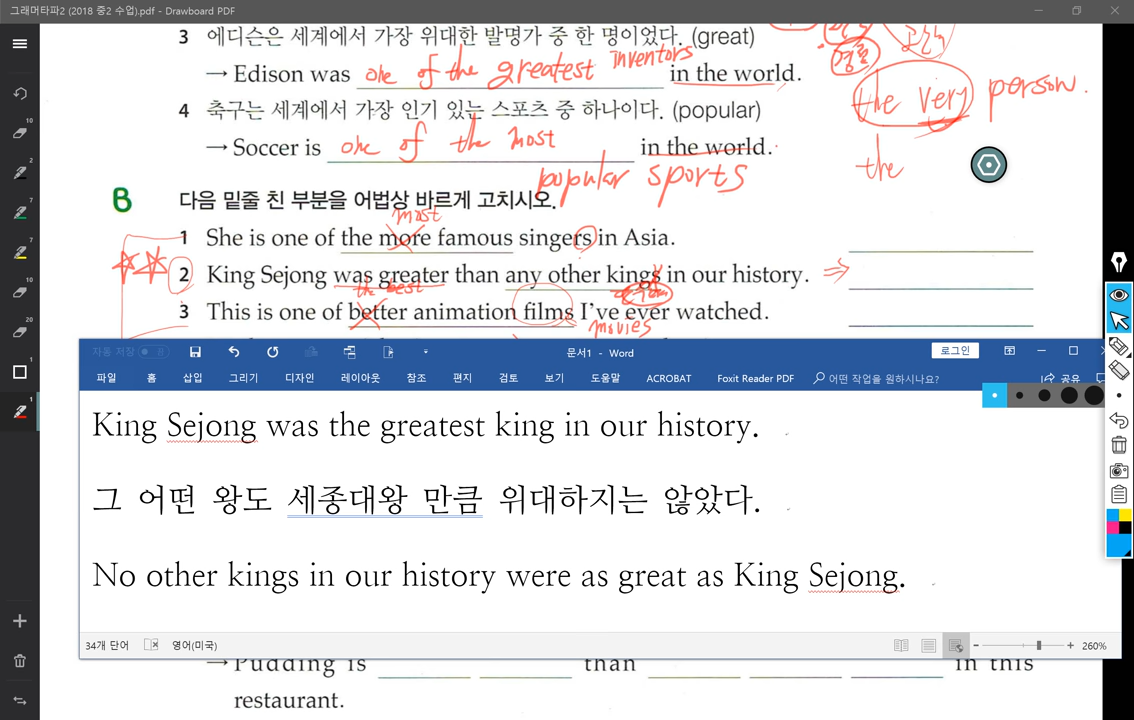 그래머타파2 (2018 중2 수업).pdf - Drawboard PDF
3 에디슨은 세계에서 가장 위대한 발명가 중 한 명이었다. (great)
→ Edison was one of the greatest inventors in the world.
the very person.
4 축구는 세계에서 가장 인기 있는 스포츠 중 하나이다. (popular)
→ Soccer is one of the most in the world.
popular sports
the
B 다음 밑줄 친 부분을 어법상 바르게 고치시오.
most
1 She is one of the more famous singers in Asia.
2 King Sejong was greater than any other kings in our history.
the best
3 This is one of better animation films I've ever watched.
movies
자동 저장
문서1 - Word
로그인
파일 홈 삽입 그리기 디자인 레이아웃 참조 편지 검토 보기 도움말 ACROBAT Foxit Reader PDF 어떤 작업을 원하시나요? 공유
King Sejong was the greatest king in our history.
그 어떤 왕도 세종대왕 만큼 위대하지는 않았다.
No other kings in our history were as great as King Sejong.
34개 단어 영어(미국) 260%
→ Pudding is than in this
restaurant.